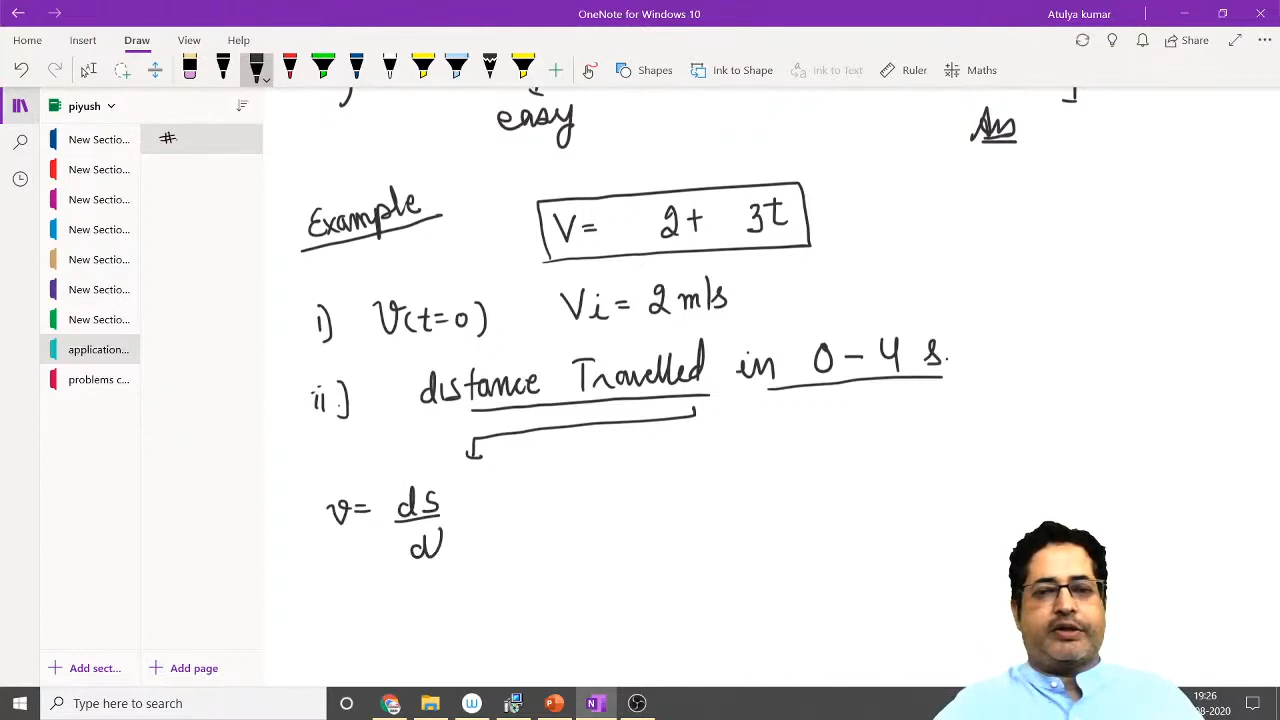 OneNote for Windows 10
Atulya kumar
Home Insert Draw View Help
Share
Shapes Ink to Shape Ink to Text Ruler Maths
piyush
New Sectio...
New Sectio...
New Sectio...
New Sectio...
New Sectio...
New Sectio...
New Sectio...
application...
problems c...
easy
Ans
Example
V= 2+ 3t
i) V(t=0) Vi = 2 m/s
ii) distance Travelled in 0 – 4 s.
v= ds
Add sect... Add page
Type here to search
19:26
08-2020